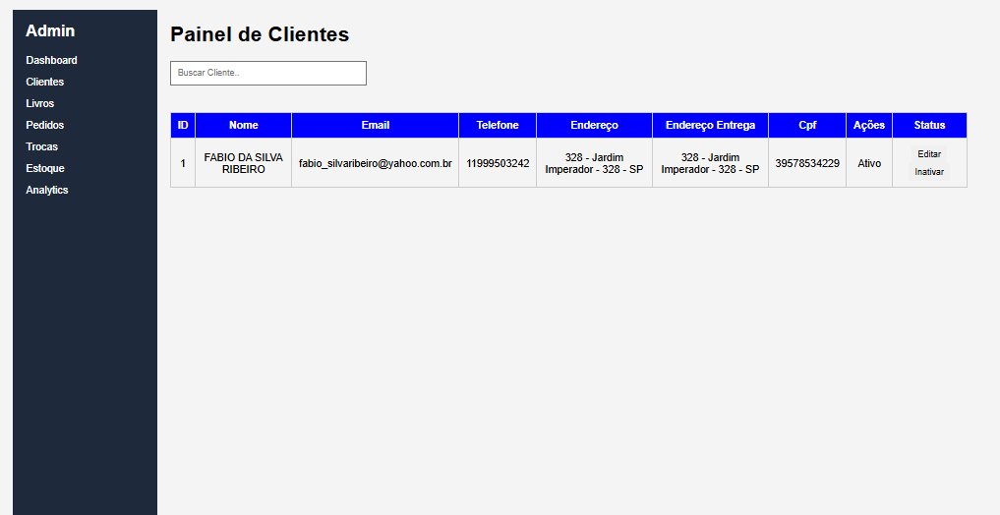 Admin
Dashboard
Clientes
Livros
Pedidos
Trocas
Estoque
Analytics
Painel de Clientes
Buscar Cliente..
ID Nome Email Telefone Endereço Endereço Entrega Cpf Ações Status
1 FABIO DA SILVA RIBEIRO fabio_silvaribeiro@yahoo.com.br 11999503242 328 - Jardim Imperador - 328 - SP 328 - Jardim Imperador - 328 - SP 39578534229 Ativo Editar
Inativar